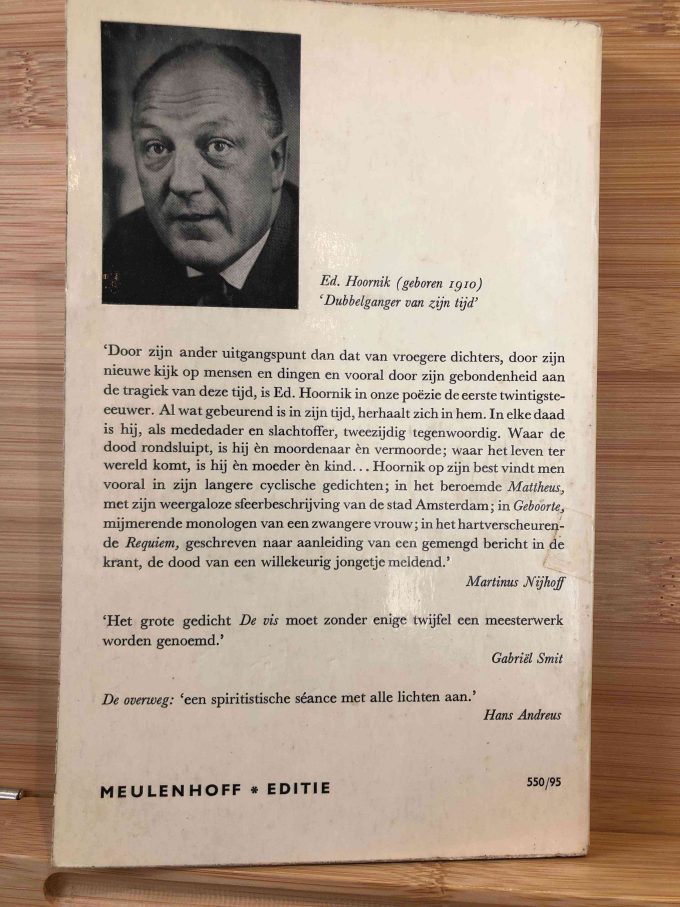 Ed. Hoornik (geboren 1910)
‘Dubbelganger van zijn tijd’
‘Door zijn ander uitgangspunt dan dat van vroegere dichters, door zijn
nieuwe kijk op mensen en dingen en vooral door zijn gebondenheid aan
de tragiek van deze tijd, is Ed. Hoornik in onze poëzie de eerste twintigste-
eeuwer. Al wat gebeurend is in zijn tijd, herhaalt zich in hem. In elke daad
is hij, als mededader en slachtoffer, tweezijdig tegenwoordig. Waar de
dood rondsluipt, is hij èn moordenaar èn vermoorde; waar het leven ter
wereld komt, is hij èn moeder èn kind... Hoornik op zijn best vindt men
vooral in zijn langere cyclische gedichten; in het beroemde Mattheus,
met zijn weergaloze sfeerbeschrijving van de stad Amsterdam; in Geboorte,
mijmerende monologen van een zwangere vrouw; in het hartverscheuren-
de Requiem, geschreven naar aanleiding van een gemengd bericht in de
krant, de dood van een willekeurig jongetje meldend.’
Martinus Nijhoff
‘Het grote gedicht De vis moet zonder enige twijfel een meesterwerk
worden genoemd.’
Gabriël Smit
De overweg: ‘een spiritistische séance met alle lichten aan.’
Hans Andreus
MEULENHOFF * EDITIE
550/95